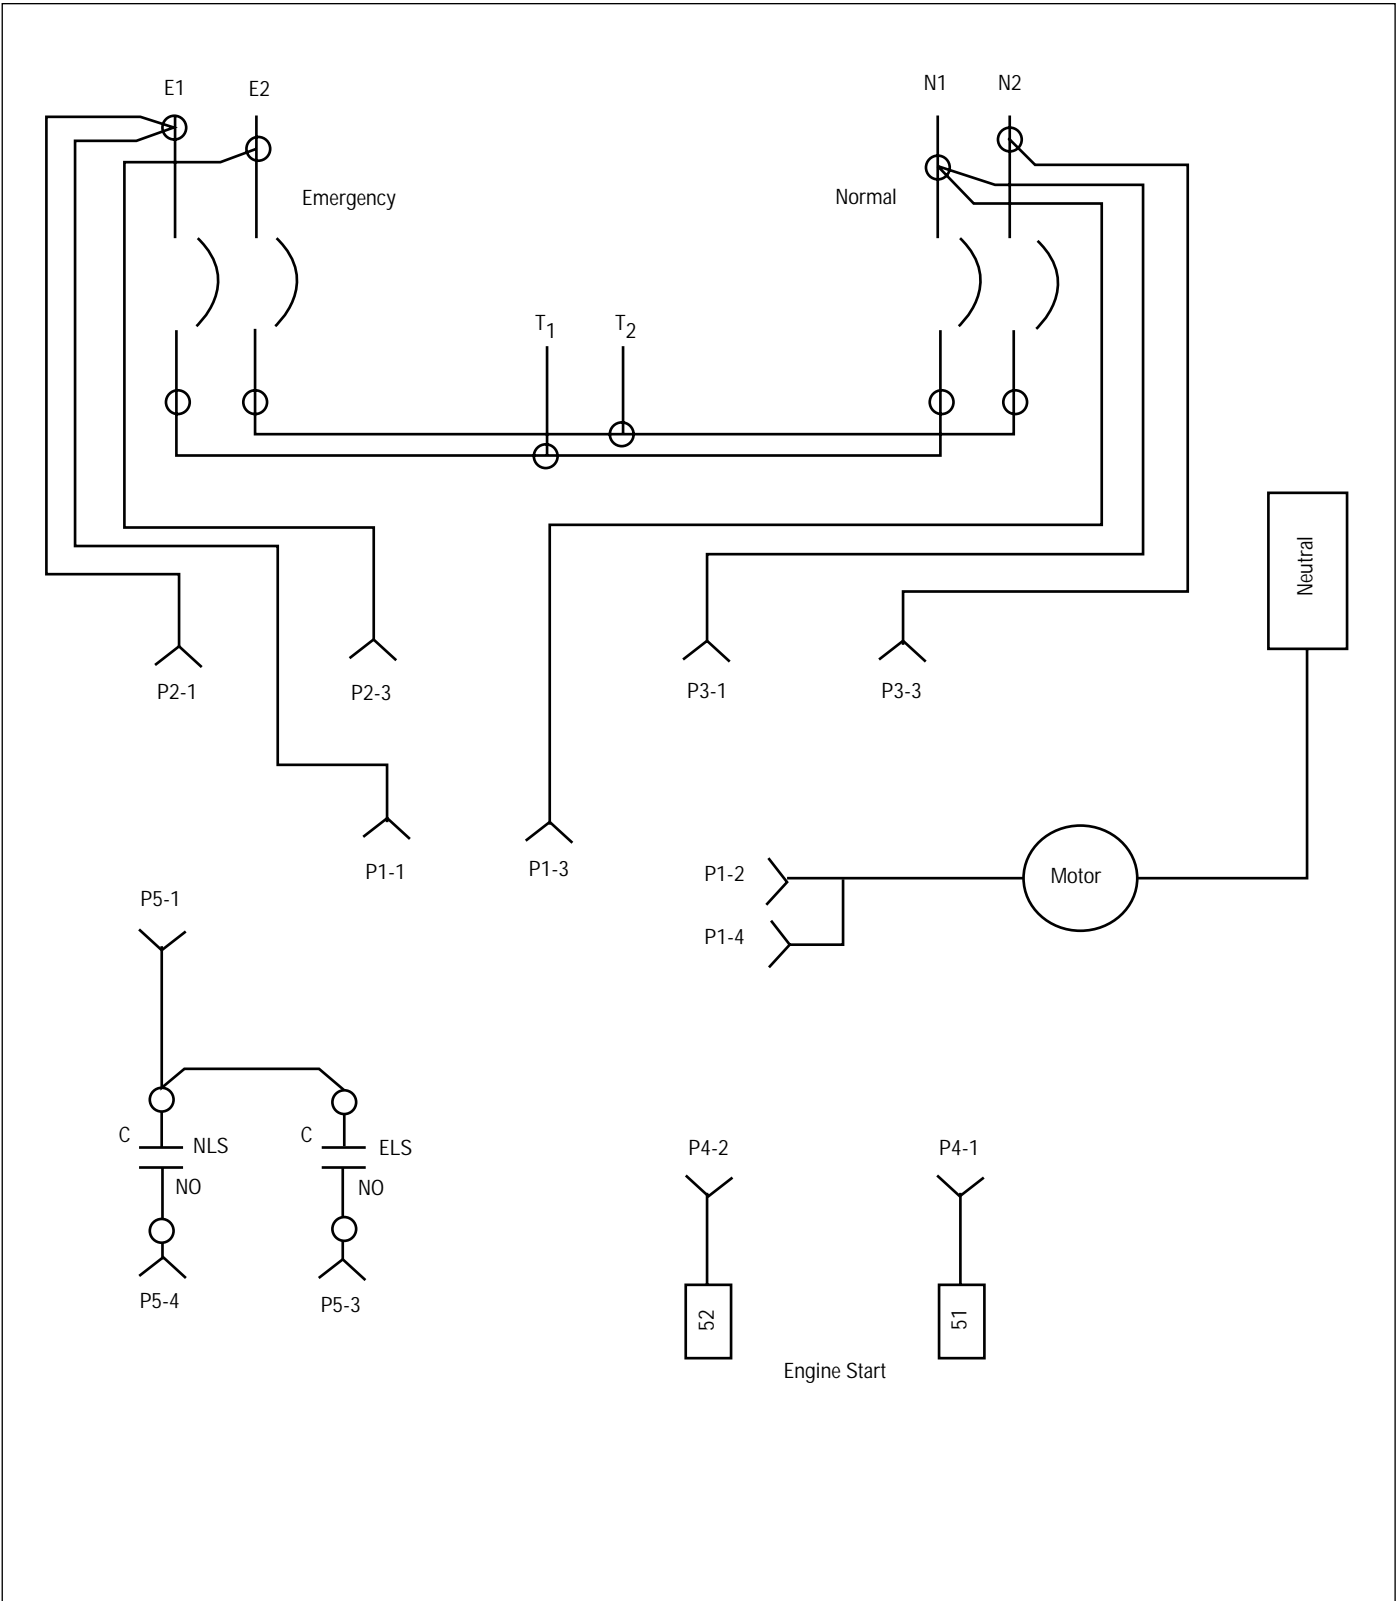 E1
E2
N1
N2
Emergency
Normal
T1
T2
Neutral
P2-1
P2-3
P3-1
P3-3
P1-1
P1-3
P1-2
Motor
P5-1
P1-4
C
NLS
C
ELS
P4-2
P4-1
NO
NO
P5-4
P5-3
52
51
Engine Start